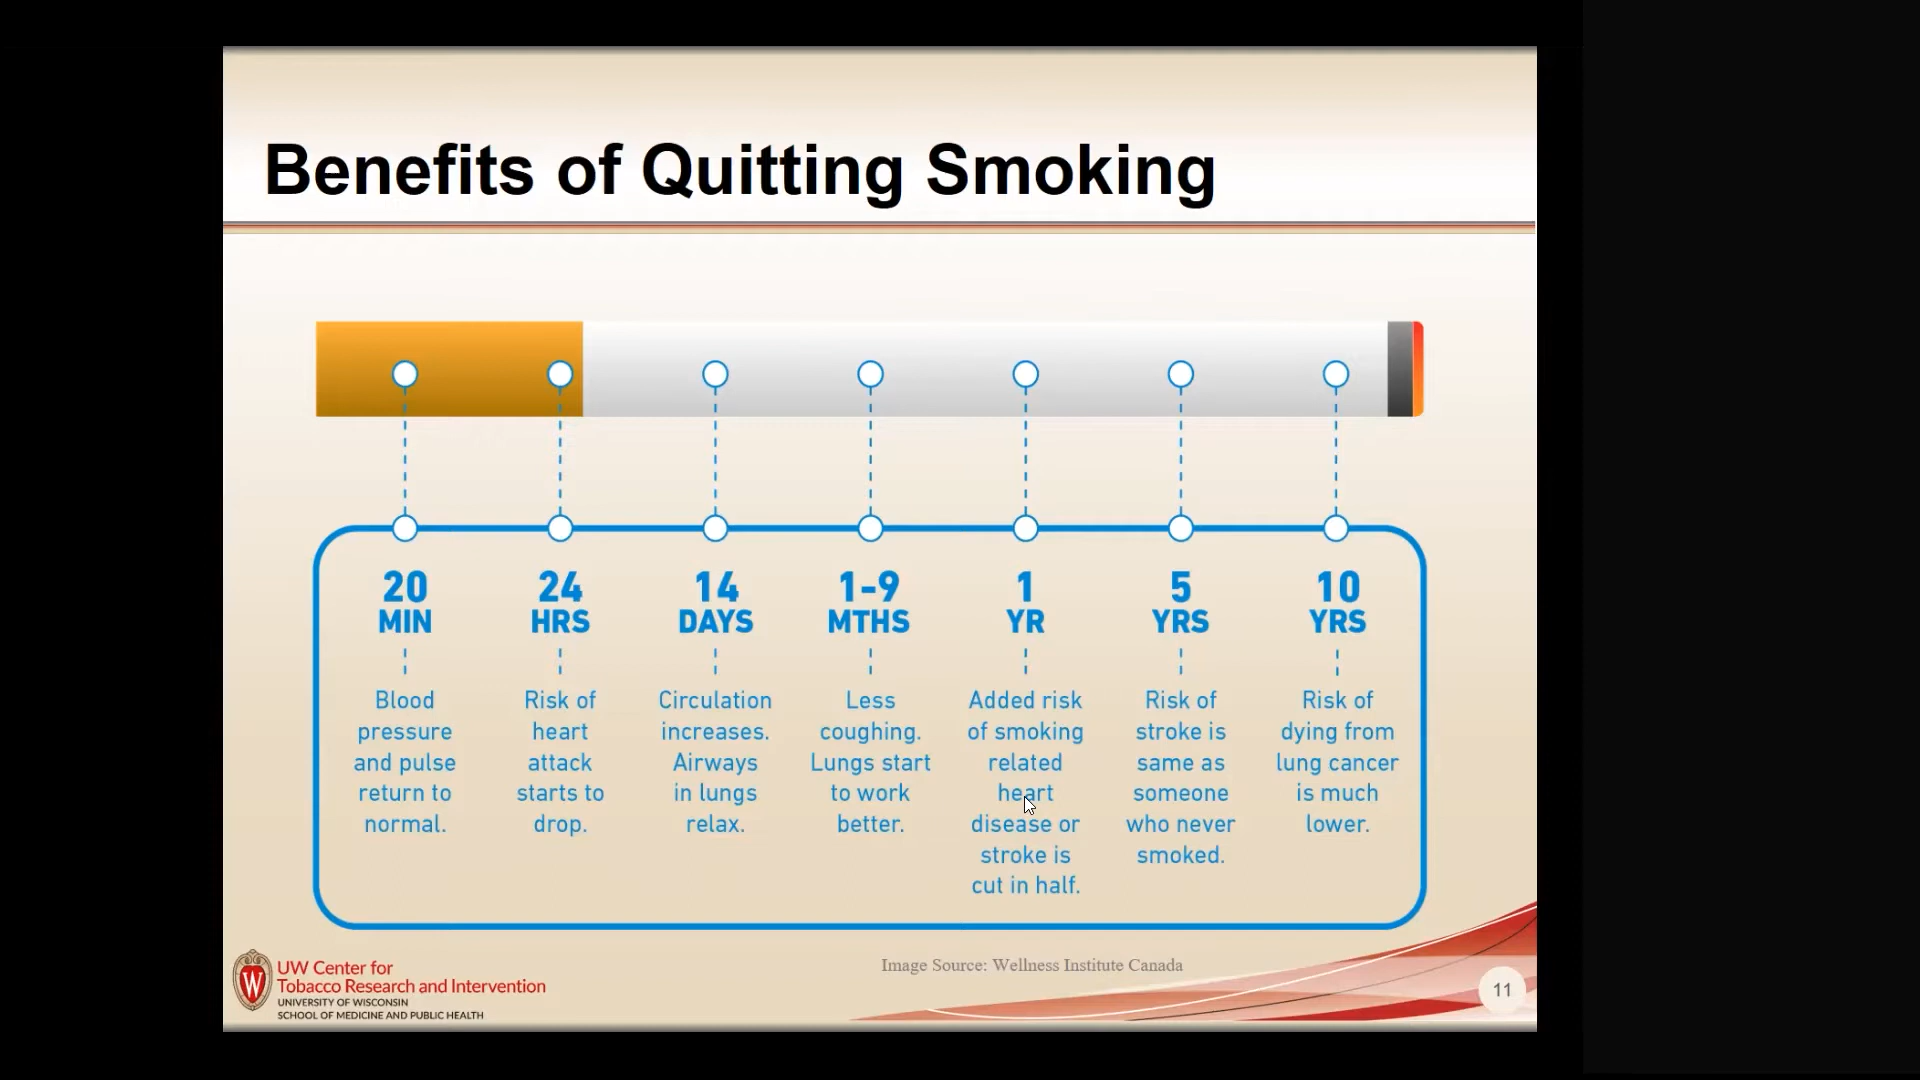 Benefits of Quitting Smoking
20
MIN
Blood
pressure
and pulse
return to
normal.
24
HRS
Risk of
heart
attack
starts to
drop.
14
DAYS
Circulation
increases.
Airways
in lungs
relax.
1-9
MTHS
Less
coughing.
Lungs start
to work
better.
1
YR
Added risk
of smoking
related
heart
disease or
stroke is
cut in half.
5
YRS
Risk of
stroke is
same as
someone
who never
smoked.
10
YRS
Risk of
dying from
lung cancer
is much
lower.
W
UW Center for
Tobacco Research and Intervention
UNIVERSITY OF WISCONSIN
SCHOOL OF MEDICINE AND PUBLIC HEALTH
Image Source: Wellness Institute Canada
11